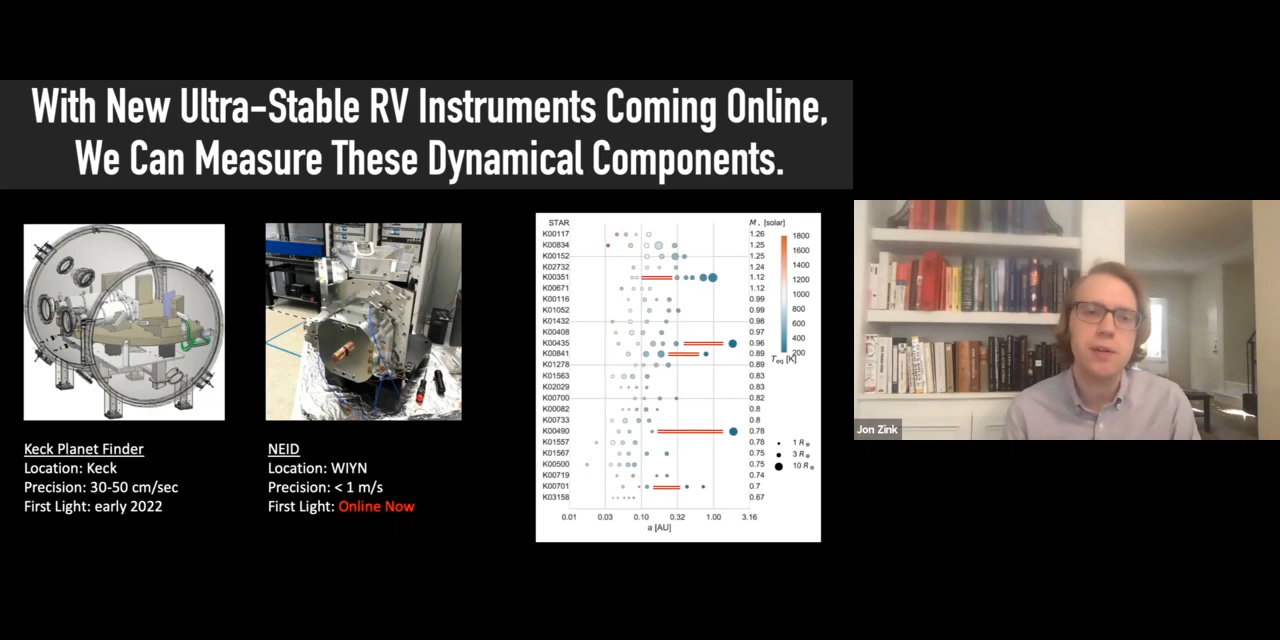 With New Ultra-Stable RV Instruments Coming Online,
We Can Measure These Dynamical Components.
Keck Planet Finder
Location: Keck
Precision: 30-50 cm/sec
First Light: early 2022
NEID
Location: WIYN
Precision: < 1 m/s
First Light: Online Now
STAR M⋆ [solar]
K00117 1.26
K00834 1.25
K00152 1.25
K02732 1.24
K00351 1.12
K00671 1.12
K00116 0.99
K01052 0.99
K01432 0.98
K00408 0.97
K00435 0.96
K00841 0.89
K01278 0.89
K01563 0.83
K02029 0.83
K00700 0.82
K00082 0.8
K00733 0.8
K00490 0.78
K01557 0.78
K01567 0.75
K00500 0.75
K00719 0.74
K00701 0.7
K03158 0.67
0.01 0.03 0.10 0.32 1.00 3.16
a [AU]
1800
1600
1400
1200
1000
800
600
400
200
Teq [K]
1 R⊕
3 R⊕
10 R⊕
Jon Zink